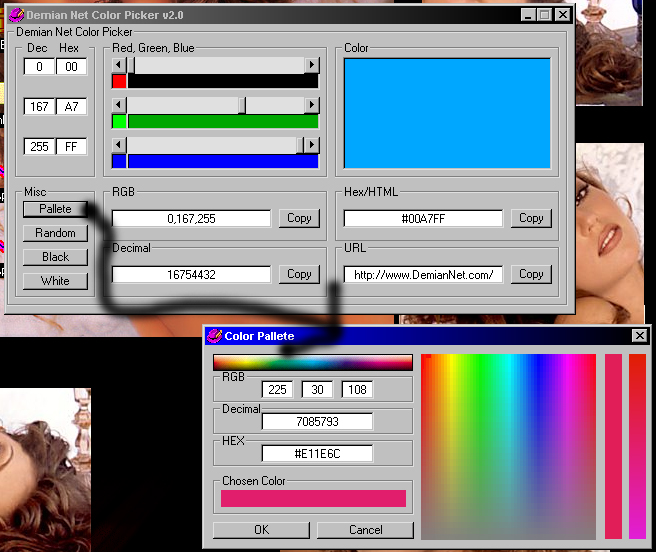 Demian Net Color Picker v2.0
Demian Net Color Picker
Dec Hex
0 00
167 A7
255 FF
Red, Green, Blue
Color
Misc
Pallete
Random
Black
White
RGB
0,167,255 Copy
Decimal
16754432 Copy
Hex/HTML
#00A7FF Copy
URL
http://www.DemianNet.com/ Copy
Color Pallete
RGB
225 30 108
Decimal
7085793
HEX
#E11E6C
Chosen Color
OK Cancel